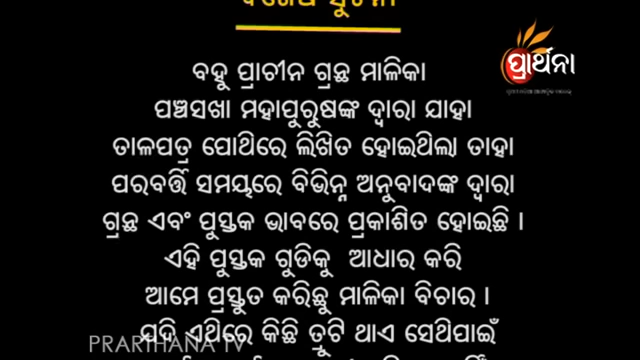 ବିଶେଷ ସୂଚନା
ବହୁ ପ୍ରାଚୀନ ଗ୍ରନ୍ଥ ମାଳିକା
ପଞ୍ଚସଖା ମହାପୁରୁଷଙ୍କ ଦ୍ୱାରା ଯାହା
ତାଳପତ୍ର ପୋଥିରେ ଲିଖିତ ହୋଇଥିଲା ତାହା
ପରବର୍ତ୍ତି ସମୟରେ ବିଭିନ୍ନ ଅନୁବାଦଙ୍କ ଦ୍ୱାରା
ଗ୍ରନ୍ଥ ଏବଂ ପୁସ୍ତକ ଭାବରେ ପ୍ରକାଶିତ ହୋଇଛି ।
ଏହି ପୁସ୍ତକ ଗୁଡିକୁ ଆଧାର କରି
ଆମେ ପ୍ରସ୍ତୁତ କରିଛୁ ମାଳିକା ବିଚାର ।
ଯଦି ଏଥିରେ କିଛି ତ୍ରୁଟି ଥାଏ ସେଥିପାଇଁ
ପ୍ରାର୍ଥନା
PRARTHANA TV